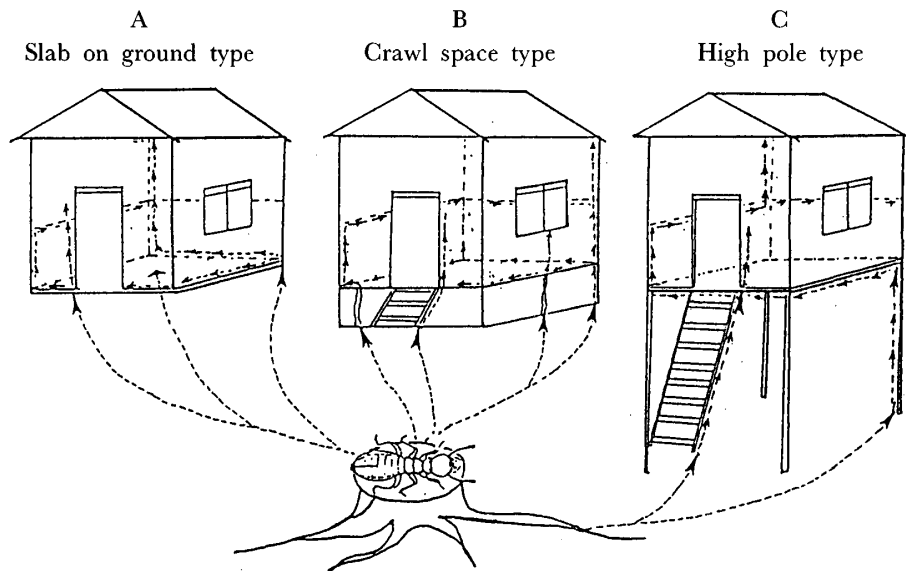 A
Slab on ground type
B
Crawl space type
C
High pole type